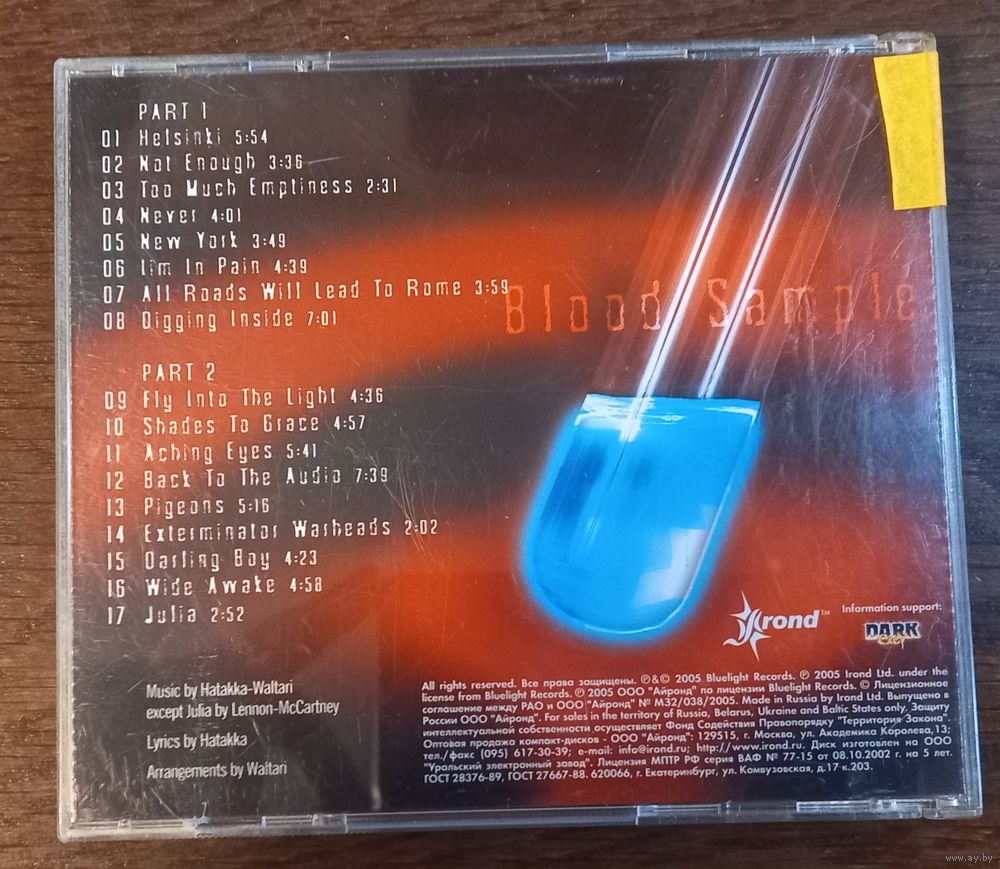 PART 1
01 Helsinki 5:54
02 Not Enough 3:36
03 Too Much Emptiness 2:31
04 Never 4:01
05 New York 3:49
06 I'm In Pain 4:39
07 All Roads Will Lead To Rome 3:59
08 Digging Inside 7:01
Blood Sample
PART 2
09 Fly Into The Light 4:36
10 Shades To Grace 4:57
11 Aching Eyes 5:41
12 Back To The Audio 7:39
13 Pigeons 5:16
14 Exterminator Warheads 2:02
15 Darling Boy 4:23
16 Wide Awake 4:58
17 Julia 2:52
Irond™
Information support:
DARK City
Music by Hatakka-Waltari
except Julia by Lennon-McCartney
Lyrics by Hatakka
Arrangements by Waltari
All rights reserved. Все права защищены. ℗&© 2005 Bluelight Records. ℗ 2005 Irond Ltd. under the
license from Bluelight Records. ℗ 2005 ООО "Айронд" по лицензии Bluelight Records. © Лицензионное
соглашение между РАО и ООО "Айронд" № М32/038/2005. Made in Russia by Irond Ltd. Выпущено в
России ООО "Айронд". For sales in the territory of Russia, Belarus, Ukraine and Baltic States only. Защиту
интеллектуальной собственности осуществляет Фонд Содействия Правопорядку "Территория Закона".
Оптовая продажа компакт-дисков - ООО "Айронд": 129515, г. Москва, ул. Академика Королева,13;
тел./факс (095) 617-30-39; e-mail: info@irond.ru; http://www.irond.ru. Диск изготовлен на ООО
"Уральский электронный завод". Лицензия МПТР РФ серия ВАФ № 77-15 от 08.10.2002 г. на 5 лет.
ГОСТ 28376-89, ГОСТ 27667-88. 620066, г. Екатеринбург, ул. Комвузовская, д.17 к.203.
www.ay.by